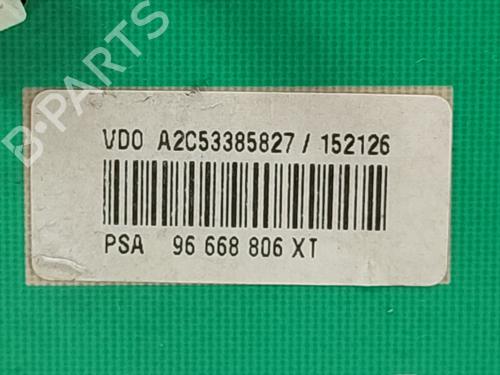 B-PARTS
VDO A2C53385827 / 152126
PSA 96 668 806 XT